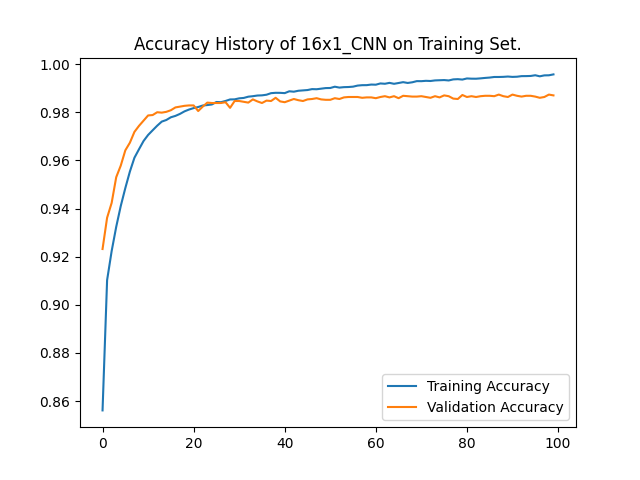 Accuracy History of 16x1_CNN on Training Set.
1.00
0.98
0.96
0.94
0.92
0.90
0.88
0.86
0 20 40 60 80 100
Training Accuracy
Validation Accuracy